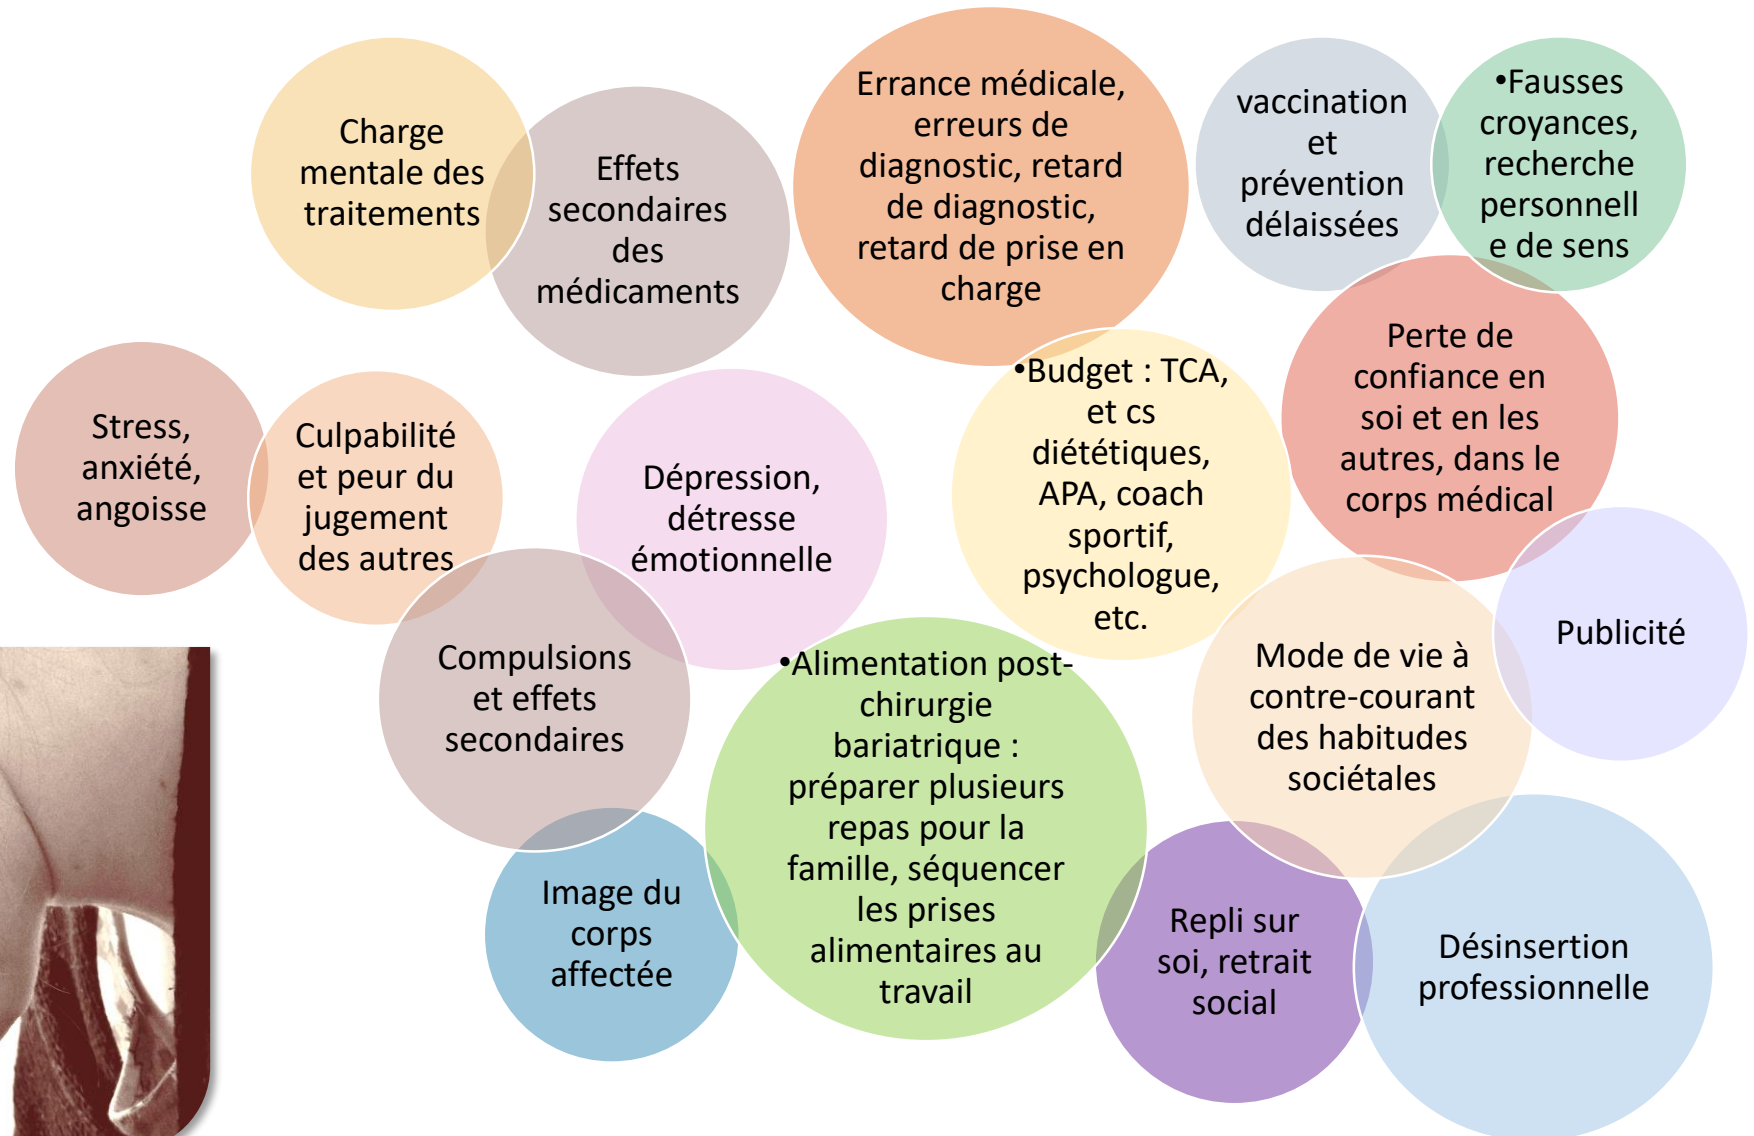 Charge
mentale des
traitements
Effets
secondaires
des
médicaments
Errance médicale,
erreurs de
diagnostic, retard
de diagnostic,
retard de prise en
charge
vaccination
et
prévention
délaissées
•Fausses
croyances,
recherche
personnell
e de sens
Stress,
anxiété,
angoisse
Culpabilité
et peur du
jugement
des autres
Dépression,
détresse
émotionnelle
•Budget : TCA,
et cs
diététiques,
APA, coach
sportif,
psychologue,
etc.
Perte de
confiance en
soi et en les
autres, dans le
corps médical
Compulsions
et effets
secondaires
•Alimentation post-
chirurgie
bariatrique :
préparer plusieurs
repas pour la
famille, séquencer
les prises
alimentaires au
travail
Mode de vie à
contre-courant
des habitudes
sociétales
Publicité
Image du
corps
affectée
Repli sur
soi, retrait
social
Désinsertion
professionnelle